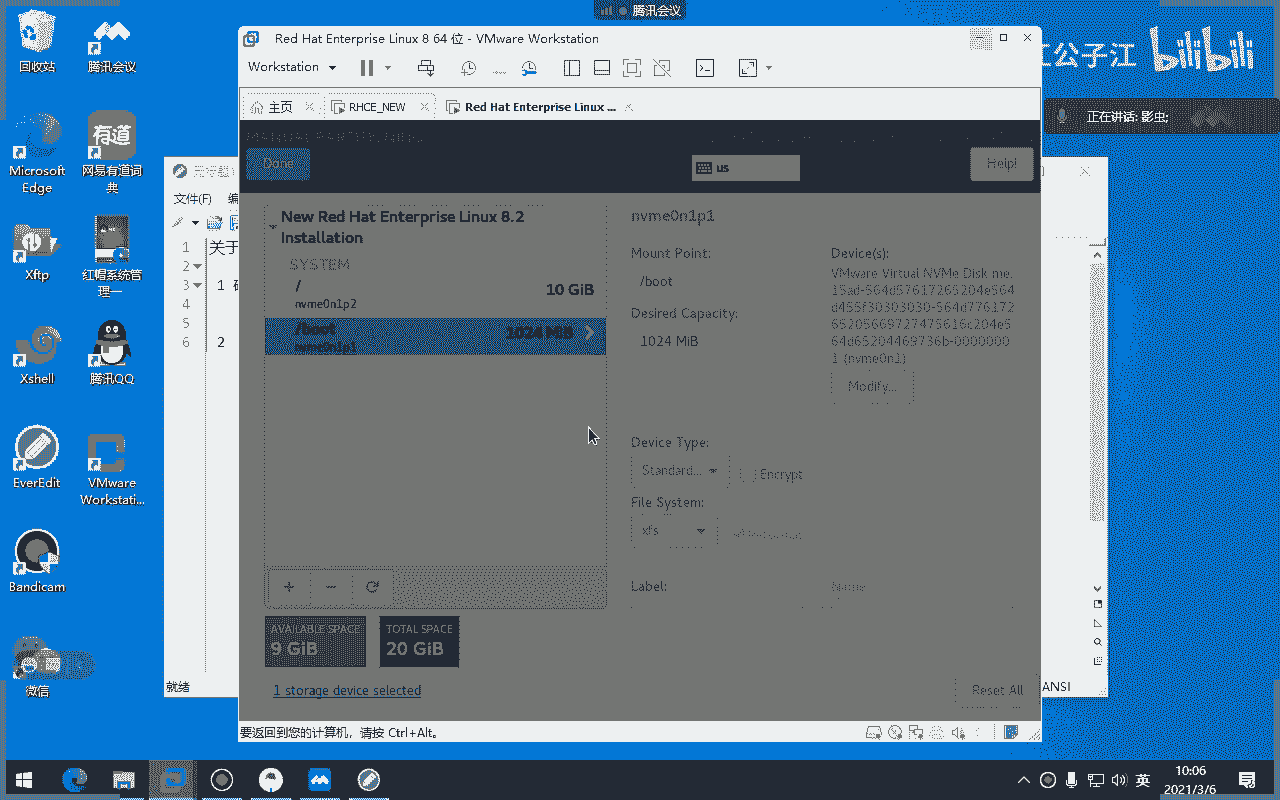 腾讯会议
回收站
腾讯会议
Microsoft
Edge
网易有道词
典
Xftp
红帽系统管
理一
Xshell
腾讯QQ
EverEdit
VMware
Workstati...
Bandicam
微信
Red Hat Enterprise Linux 8 64 位 - VMware Workstation
Workstation
主页
RHCE_NEW
Red Hat Enterprise Linux ...
公子江
bilibili
正在讲话: 影虫;
Done
us
Help!
文件(F)
1 关于
2
3 1
4
5
6 2
New Red Hat Enterprise Linux 8.2
Installation
SYSTEM
/
10 GiB
nvme0n1p2
/boot
1024 MiB
nvme0n1p1
nvme0n1p1
Mount Point:
/boot
Desired Capacity:
1024 MiB
Device(s):
VMware Virtual NVMe Disk me.
15ad-564d57617265204e564
d455f30303030-564d776172
65205669727475616c204e5
64d65204469736b-0000000
1 (nvme0n1)
Modify...
Device Type:
Standard...
Encrypt
File System:
xfs
Label:
Name
AVAILABLE SPACE
9 GiB
TOTAL SPACE
20 GiB
1 storage device selected
Reset All
就绪
ANSI
要返回到您的计算机，请按 Ctrl+Alt。
英
10:06
2021/3/6